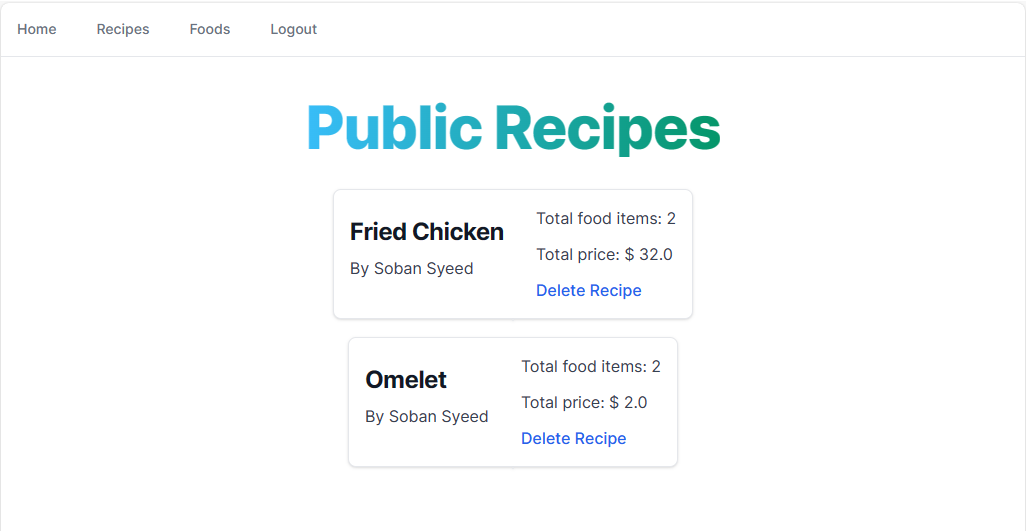 Home Recipes Foods Logout
Public Recipes
Fried Chicken
By Soban Syeed
Total food items: 2
Total price: $ 32.0
Delete Recipe
Omelet
By Soban Syeed
Total food items: 2
Total price: $ 2.0
Delete Recipe